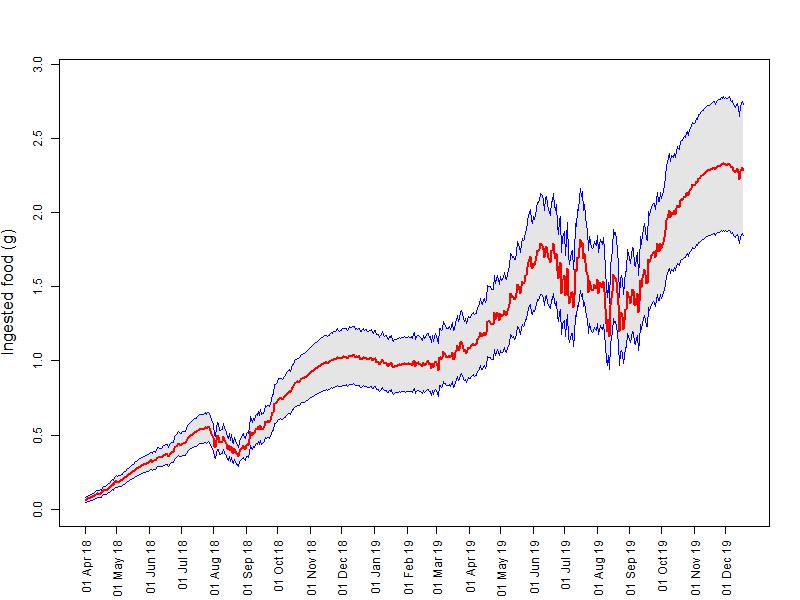 Ingested food (g)
3.0
2.5
2.0
1.5
1.0
0.5
0.0
01 Apr 18
01 May 18
01 Jun 18
01 Jul 18
01 Aug 18
01 Sep 18
01 Oct 18
01 Nov 18
01 Dec 18
01 Jan 19
01 Feb 19
01 Mar 19
01 Apr 19
01 May 19
01 Jun 19
01 Jul 19
01 Aug 19
01 Sep 19
01 Oct 19
01 Nov 19
01 Dec 19